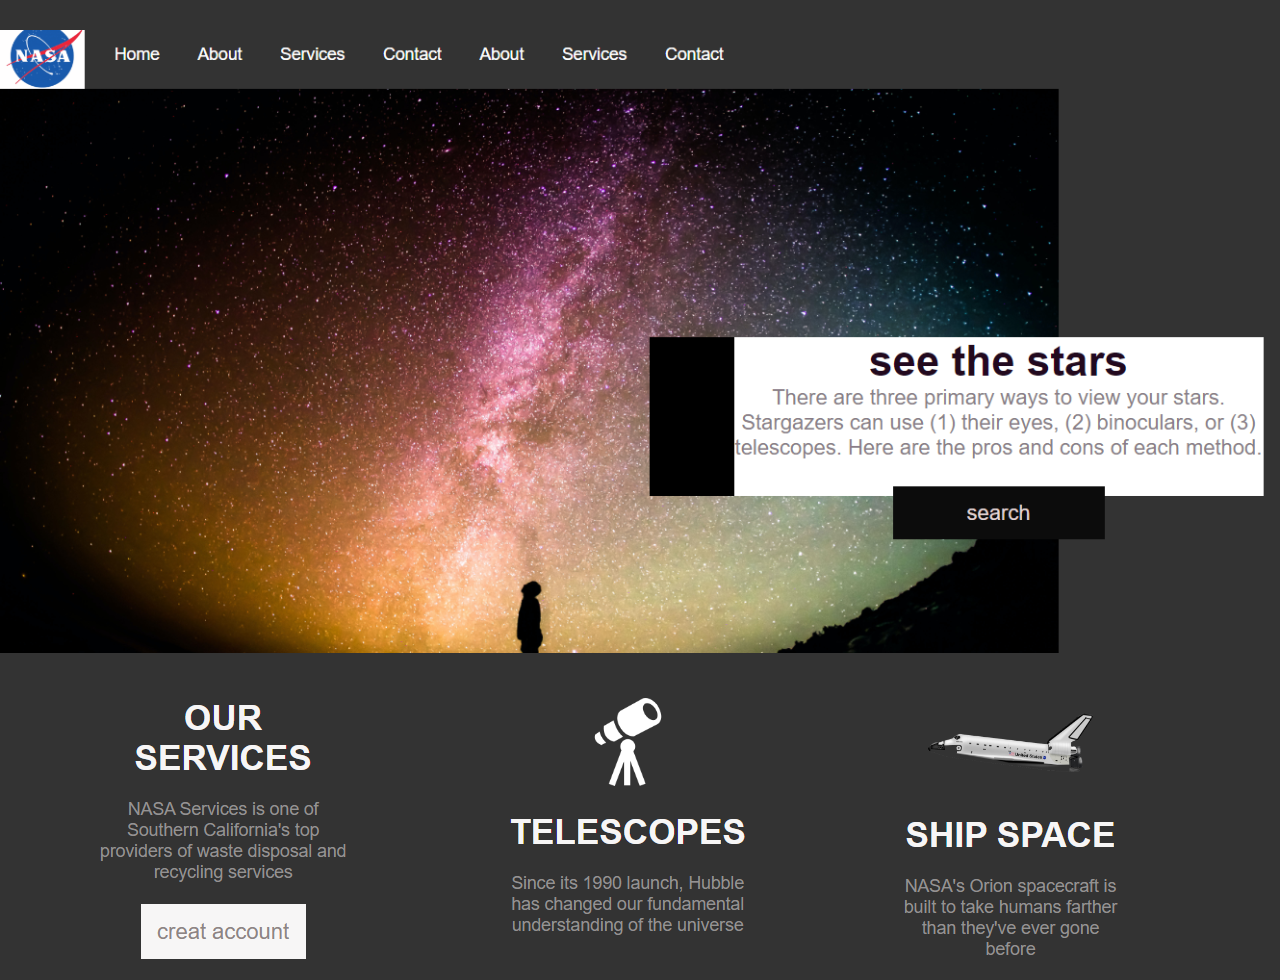 NASA
Home About Services Contact About Services Contact
see the stars
There are three primary ways to view your stars.
Stargazers can use (1) their eyes, (2) binoculars, or (3)
telescopes. Here are the pros and cons of each method.
search
OUR
SERVICES
NASA Services is one of
Southern California's top
providers of waste disposal and
recycling services
creat account
TELESCOPES
Since its 1990 launch, Hubble
has changed our fundamental
understanding of the universe
United States
SHIP SPACE
NASA's Orion spacecraft is
built to take humans farther
than they've ever gone
before